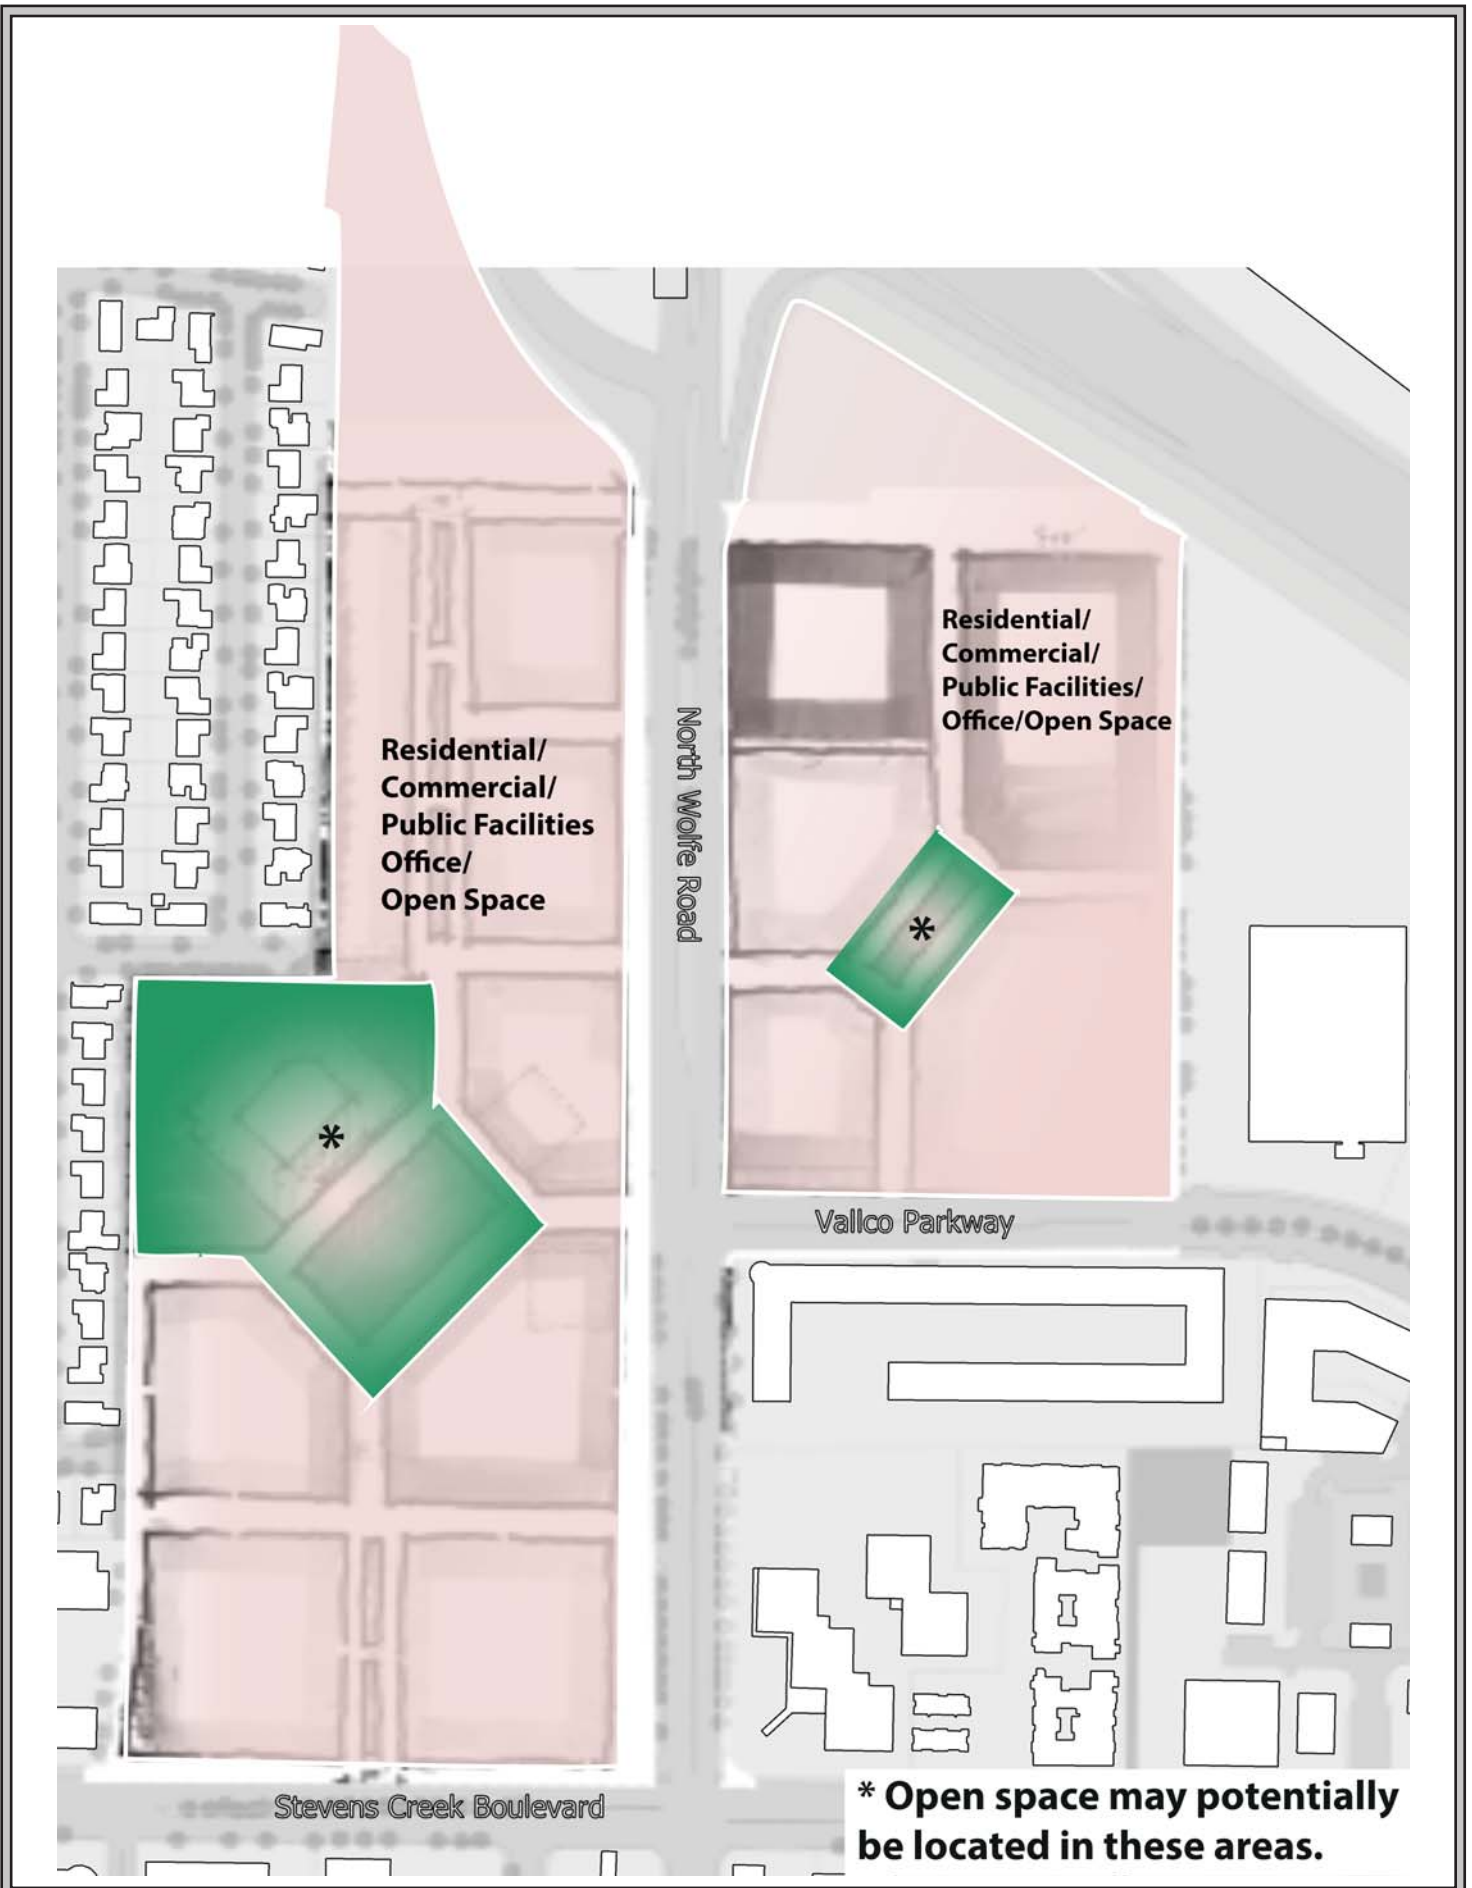 Residential/
Commercial/
Public Facilities/
Office/Open Space
North Wolfe Road
Residential/
Commercial/
Public Facilities
Office/
Open Space
*
*
Vallco Parkway
Stevens Creek Boulevard
* Open space may potentially
be located in these areas.